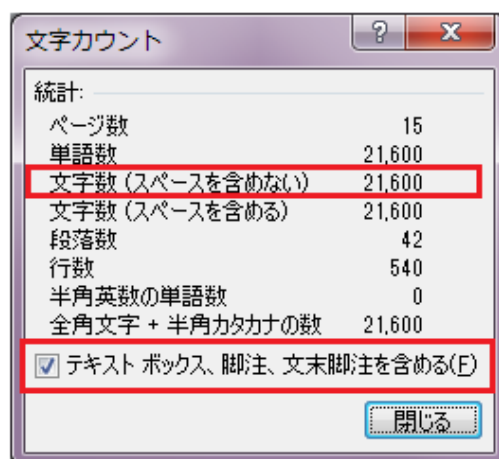 文字カウント
統計:
ページ数 15
単語数 21,600
文字数 (スペースを含めない) 21,600
文字数 (スペースを含める) 21,600
段落数 42
行数 540
半角英数の単語数 0
全角文字 + 半角カタカナの数 21,600
テキスト ボックス、脚注、文末脚注を含める(F)
閉じる